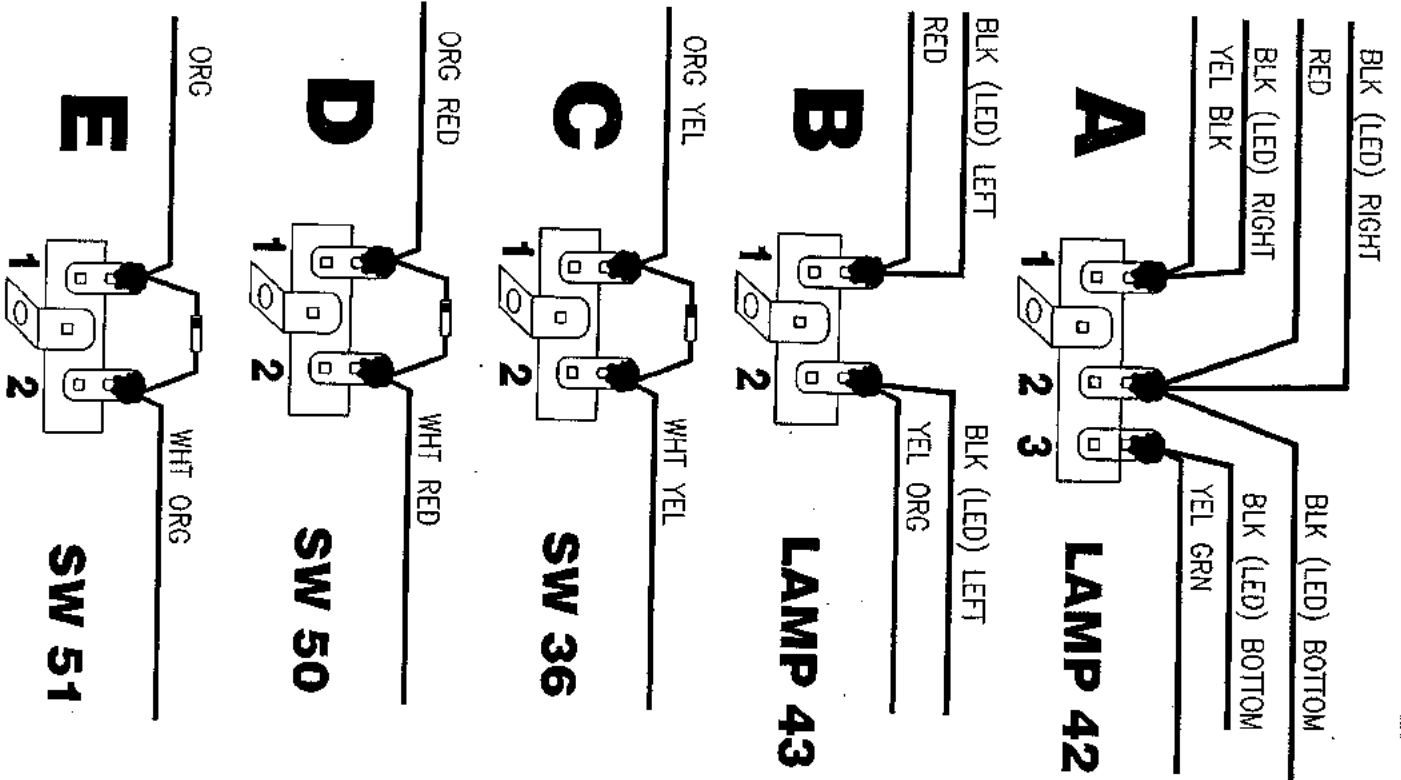 BLK (LED) RIGHT
RED
BLK (LED) RIGHT
YEL BLK
A
1
2
3
BLK (LED) BOTTOM
BLK (LED) BOTTOM
YEL GRN
LAMP 42
BLK (LED) LEFT
RED
B
1
2
BLK (LED) LEFT
YEL ORG
LAMP 43
ORG YEL
C
1
2
WHT YEL
SW 36
ORG RED
D
1
2
WHT RED
SW 50
ORG
E
1
2
WHT ORG
SW 51